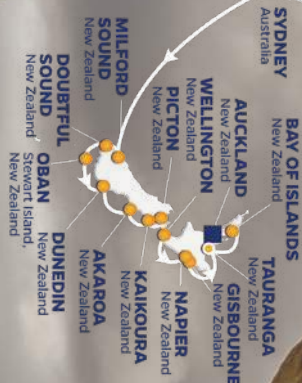 SYDNEY
Australia
BAY OF ISLANDS
New Zealand
AUCKLAND
New Zealand
TAURANGA
New Zealand
WELLINGTON
New Zealand
GISBOURNE
New Zealand
PICTON
New Zealand
NAPIER
New Zealand
MILFORD
SOUND
New Zealand
KAIKOURA
New Zealand
DOUBTFUL
SOUND
New Zealand
AKAROA
New Zealand
OBAN
Stewart Island,
New Zealand
DUNEDIN
New Zealand